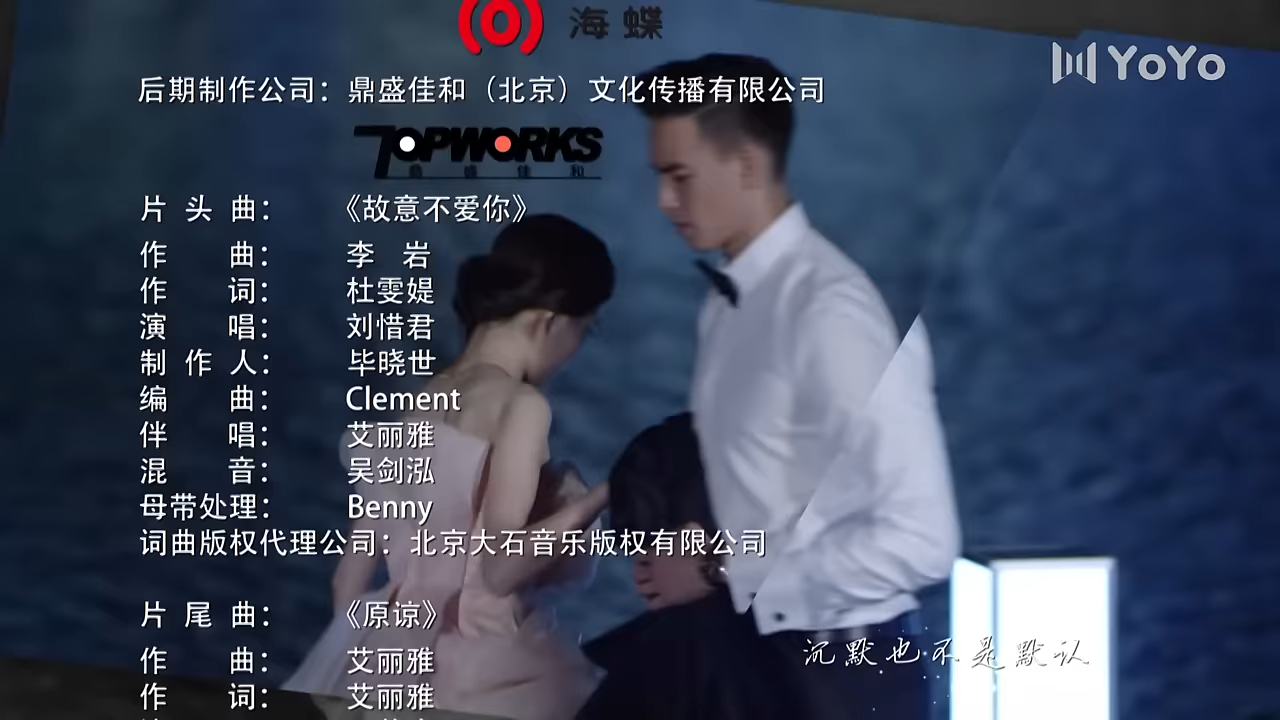 海蝶
YoYo
后期制作公司：鼎盛佳和（北京）文化传播有限公司
TOPWORKS
鼎盛佳和
片头曲：《故意不爱你》
作曲：李岩
作词：杜雯媞
演唱：刘惜君
制作人：毕晓世
编曲：Clement
伴唱：艾丽雅
混音：吴剑泓
母带处理：Benny
词曲版权代理公司：北京大石音乐版权有限公司
片尾曲：《原谅》
作曲：艾丽雅
作词：艾丽雅
沉默也不是默认